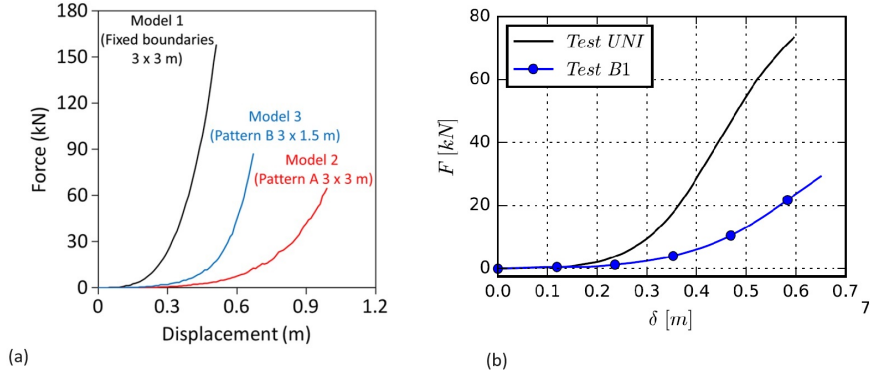 180
150
120
90
60
30
0
Force (kN)
Model 1
(Fixed boundaries
3 x 3 m)
Model 3
(Pattern B 3 x 1.5 m)
Model 2
(Pattern A 3 x 3 m)
0 0.3 0.6 0.9 1.2
Displacement (m)
(a)
80
60
40
20
0
F [kN]
Test UNI
Test B1
0.0 0.1 0.2 0.3 0.4 0.5 0.6 0.7
δ [m]
7
(b)